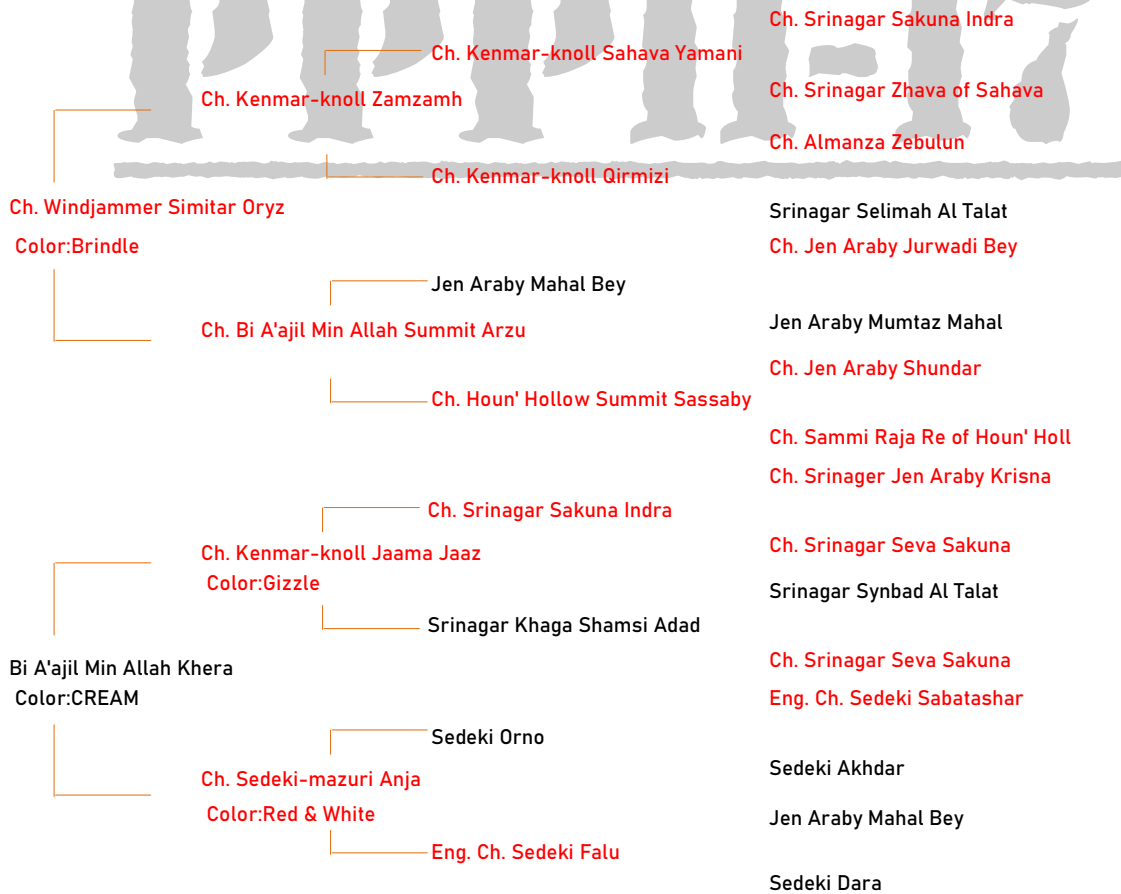 Ch. Srinagar Sakuna Indra
Ch. Kenmar-knoll Sahava Yamani
Ch. Kenmar-knoll Zamzamh
Ch. Srinagar Zhava of Sahava
Ch. Almanza Zebulun
Ch. Kenmar-knoll Qirmizi
Ch. Windjammer Simitar Oryz
Srinagar Selimah Al Talat
Color:Brindle
Ch. Jen Araby Jurwadi Bey
Jen Araby Mahal Bey
Ch. Bi A'ajil Min Allah Summit Arzu
Jen Araby Mumtaz Mahal
Ch. Jen Araby Shundar
Ch. Houn' Hollow Summit Sassaby
Ch. Sammi Raja Re of Houn' Holl
Ch. Srinager Jen Araby Krisna
Ch. Srinagar Sakuna Indra
Ch. Kenmar-knoll Jaama Jaaz
Ch. Srinagar Seva Sakuna
Color:Gizzle
Srinagar Synbad Al Talat
Srinagar Khaga Shamsi Adad
Bi A'ajil Min Allah Khera
Ch. Srinagar Seva Sakuna
Color:CREAM
Eng. Ch. Sedeki Sabatashar
Sedeki Orno
Ch. Sedeki-mazuri Anja
Sedeki Akhdar
Color:Red & White
Jen Araby Mahal Bey
Eng. Ch. Sedeki Falu
Sedeki Dara